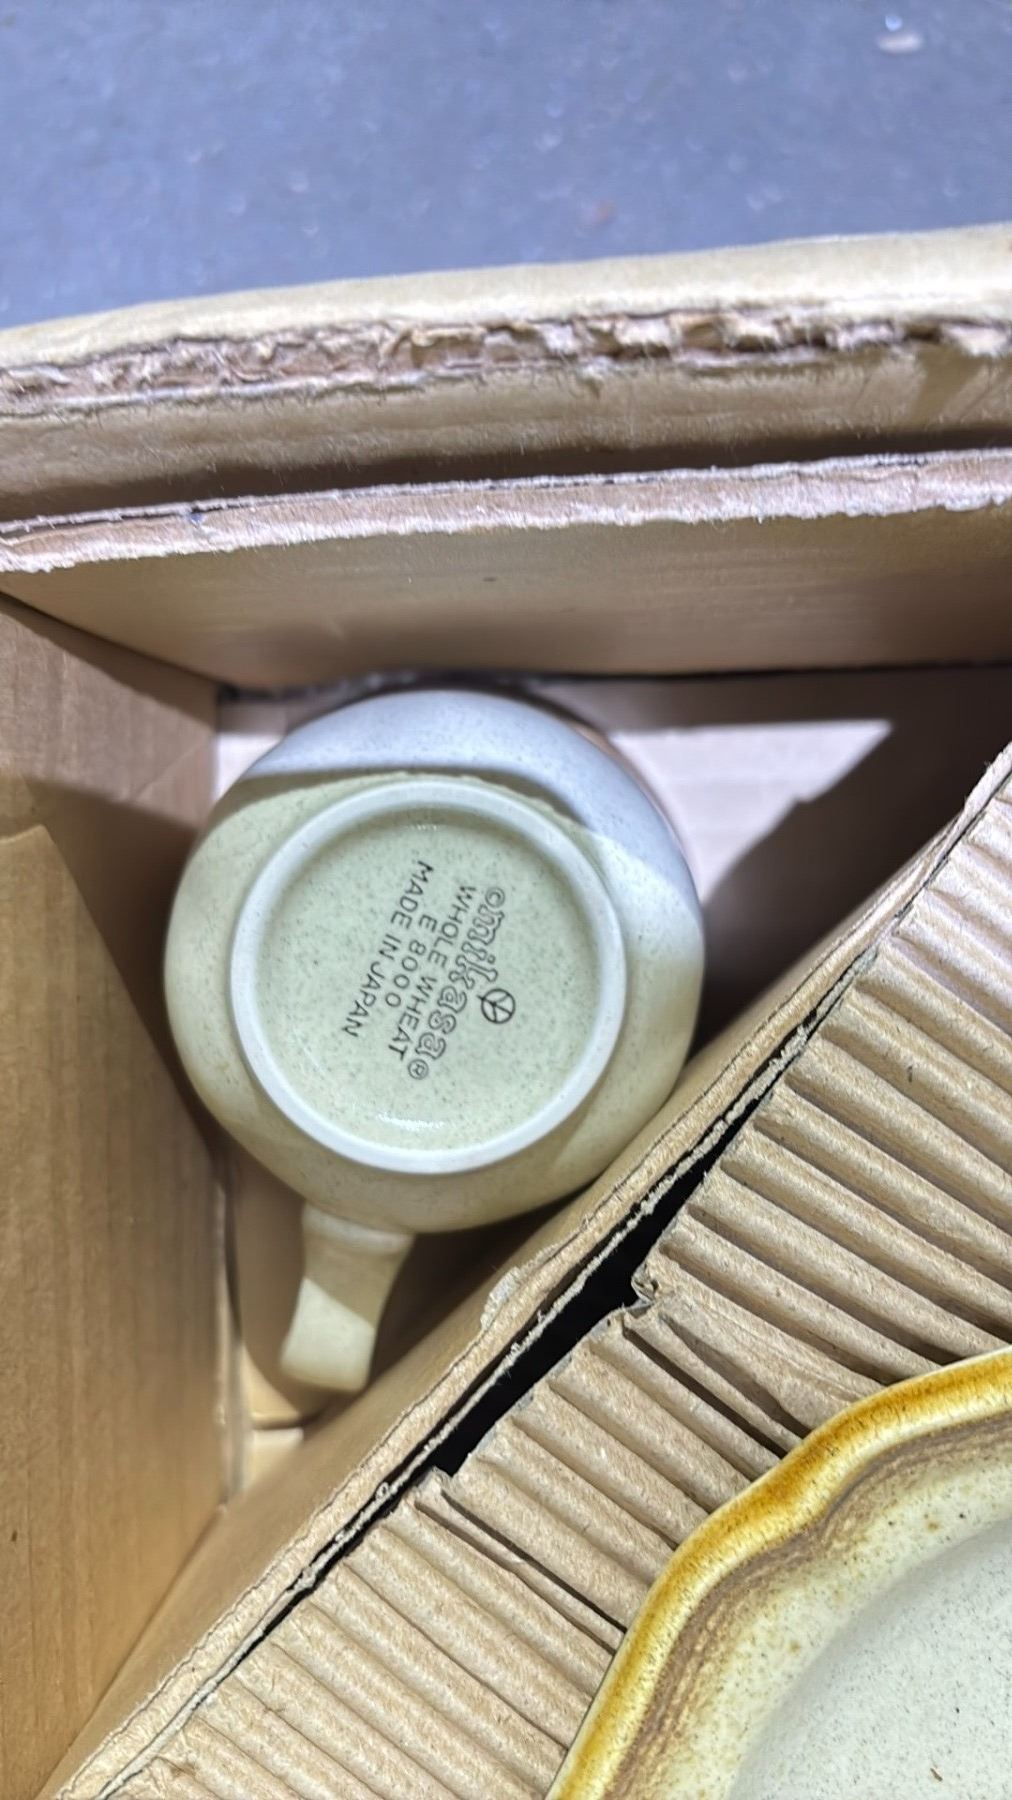 mikasa®
WHOLE WHEAT
E 8000
MADE IN JAPAN